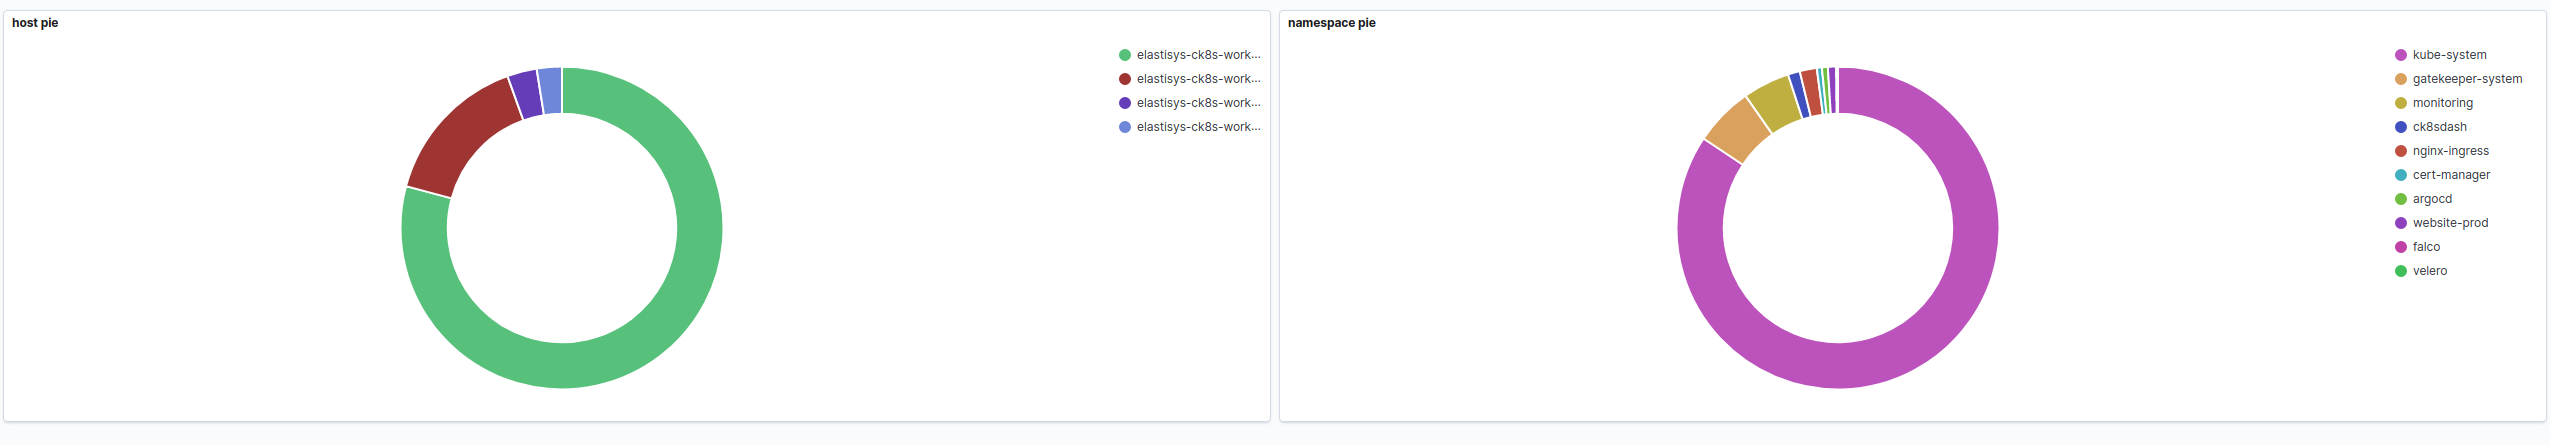 host pie
elastisys-ck8s-work...
elastisys-ck8s-work...
elastisys-ck8s-work...
elastisys-ck8s-work...
namespace pie
kube-system
gatekeeper-system
monitoring
ck8sdash
nginx-ingress
cert-manager
argocd
website-prod
falco
velero